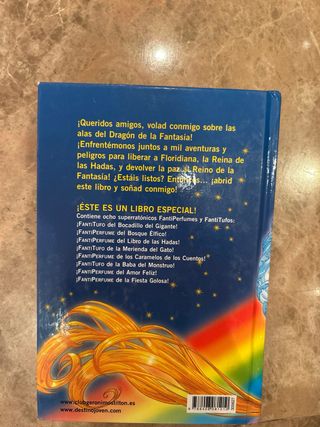 ¡Queridos amigos, volad conmigo sobre las
alas del Dragón de la Fantasía!
¡Enfrentémonos juntos a mil aventuras y
peligros para liberar a Floridiana, la Reina de
las Hadas, y devolver la paz al Reino de la
Fantasía! ¿Estáis listos? Entonces... ¡abrid
este libro y soñad conmigo!
¡ÉSTE ES UN LIBRO ESPECIAL!
Contiene ocho superratónicos FantiPerfumes y FantiTufos:
¡FANTITUFO del Bocadillo del Gigante!
¡FANTIPERFUME del Bosque Élfico!
¡FANTIPERFUME del Libro de las Hadas!
¡FANTITUFO de la Merienda del Gato!
¡FANTIPERFUME de los Caramelos de los Cuentos!
¡FANTITUFO de la Baba del Monstruo!
¡FANTIPERFUME del Amor Feliz!
¡FANTIPERFUME de la Fiesta Golosa!
www.clubgeronimostilton.es
www.destinojoven.com